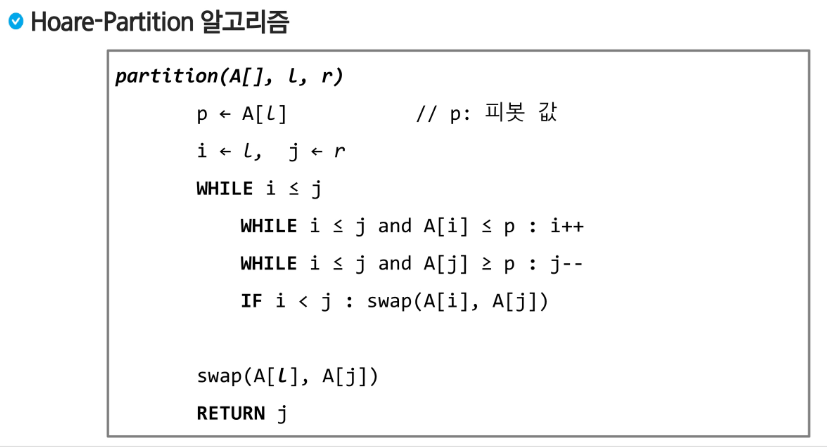 Hoare-Partition 알고리즘
partition(A[], l, r)
p ← A[l] // p: 피봇 값
i ← l, j ← r
WHILE i ≤ j
WHILE i ≤ j and A[i] ≤ p : i++
WHILE i ≤ j and A[j] ≥ p : j--
IF i < j : swap(A[i], A[j])
swap(A[l], A[j])
RETURN j